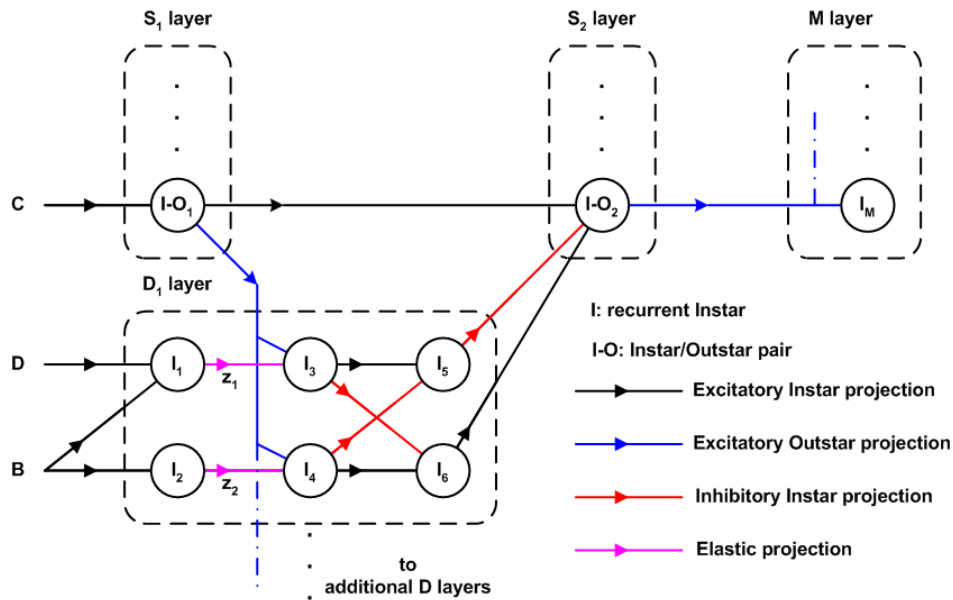 S1 layer
S2 layer
M layer
C
I-O1
I-O2
IM
D1 layer
I: recurrent Instar
I-O: Instar/Outstar pair
D
I1
z1
I3
I5
Excitatory Instar projection
Excitatory Outstar projection
B
I2
z2
I4
I6
Inhibitory Instar projection
Elastic projection
to
additional D layers